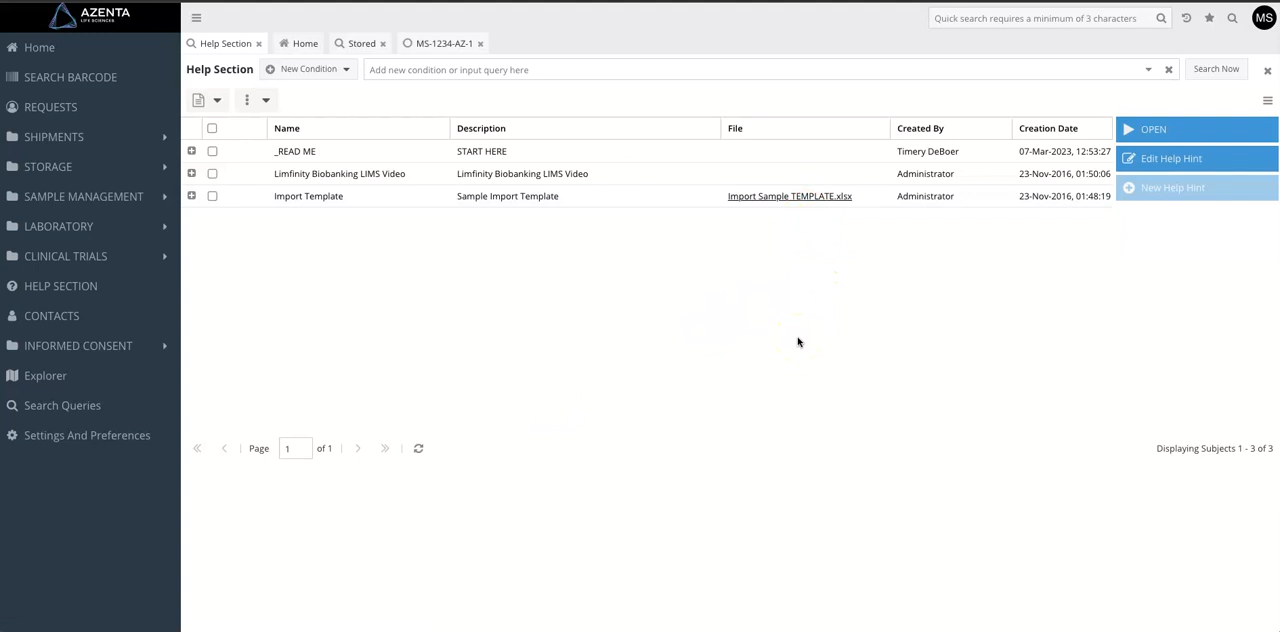 AZENTA
LIFE SCIENCES
Quick search requires a minimum of 3 characters
MS
Home
SEARCH BARCODE
REQUESTS
SHIPMENTS
STORAGE
SAMPLE MANAGEMENT
LABORATORY
CLINICAL TRIALS
HELP SECTION
CONTACTS
INFORMED CONSENT
Explorer
Search Queries
Settings And Preferences
Help Section Home Stored MS-1234-AZ-1
Help Section New Condition Add new condition or input query here Search Now
Name Description File Created By Creation Date
_READ ME START HERE Timery DeBoer 07-Mar-2023, 12:53:27
Limfinity Biobanking LIMS Video Limfinity Biobanking LIMS Video Administrator 23-Nov-2016, 01:50:06
Import Template Sample Import Template Import Sample TEMPLATE.xlsx Administrator 23-Nov-2016, 01:48:19
OPEN
Edit Help Hint
New Help Hint
Page 1 of 1 Displaying Subjects 1 - 3 of 3